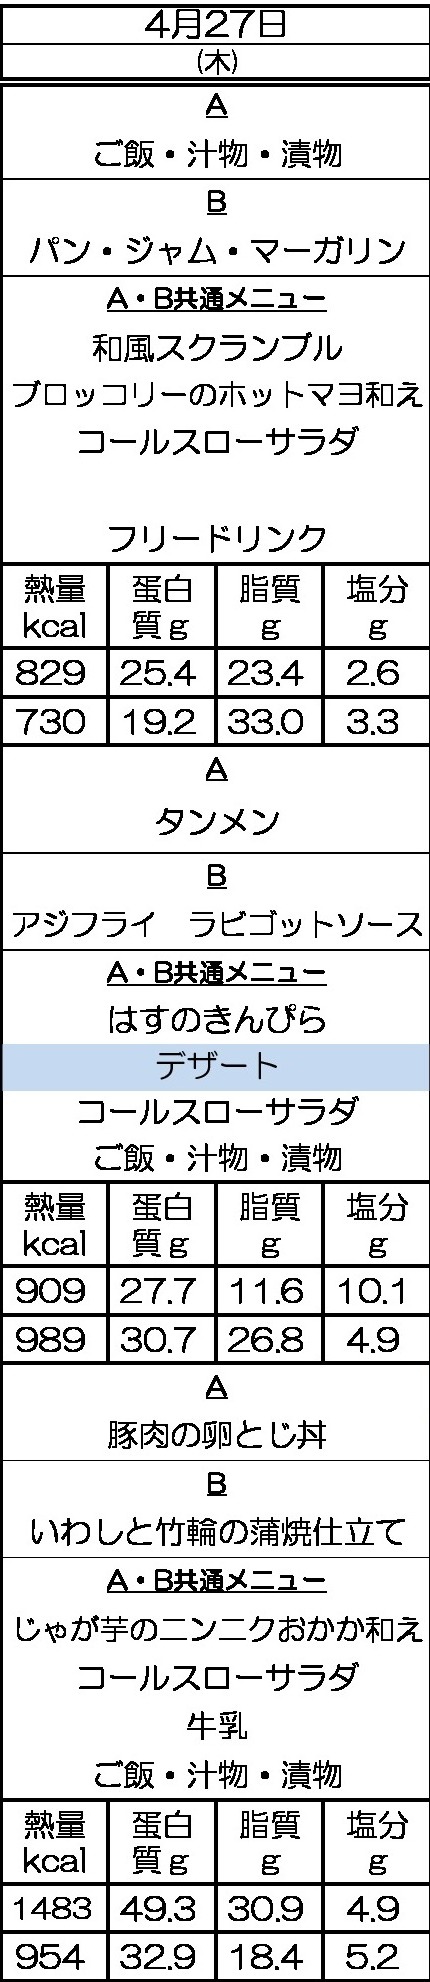 4月27日
(木)
A
ご飯・汁物・漬物
B
パン・ジャム・マーガリン
A・B共通メニュー
和風スクランブル
ブロッコリーのホットマヨ和え
コールスローサラダ
フリードリンク
熱量 蛋白 脂質 塩分
kcal 質g g g
829 25.4 23.4 2.6
730 19.2 33.0 3.3
A
タンメン
B
アジフライ　ラビゴットソース
A・B共通メニュー
はすのきんぴら
デザート
コールスローサラダ
ご飯・汁物・漬物
熱量 蛋白 脂質 塩分
kcal 質g g g
909 27.7 11.6 10.1
989 30.7 26.8 4.9
A
豚肉の卵とじ丼
B
いわしと竹輪の蒲焼仕立て
A・B共通メニュー
じゃが芋のニンニクおかか和え
コールスローサラダ
牛乳
ご飯・汁物・漬物
熱量 蛋白 脂質 塩分
kcal 質g g g
1483 49.3 30.9 4.9
954 32.9 18.4 5.2